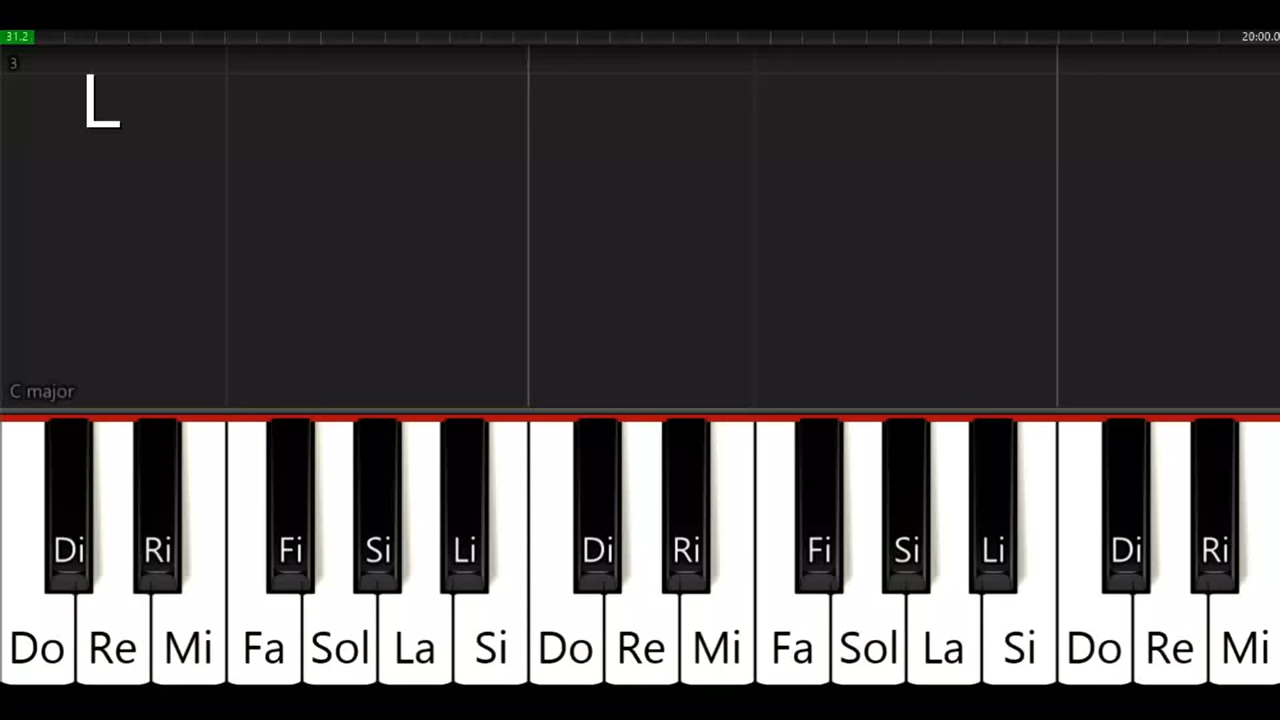 31.2 20:00.0
3
L
C major
Di Ri Fi Si Li Di Ri Fi Si Li Di Ri
Do Re Mi Fa Sol La Si Do Re Mi Fa Sol La Si Do Re Mi